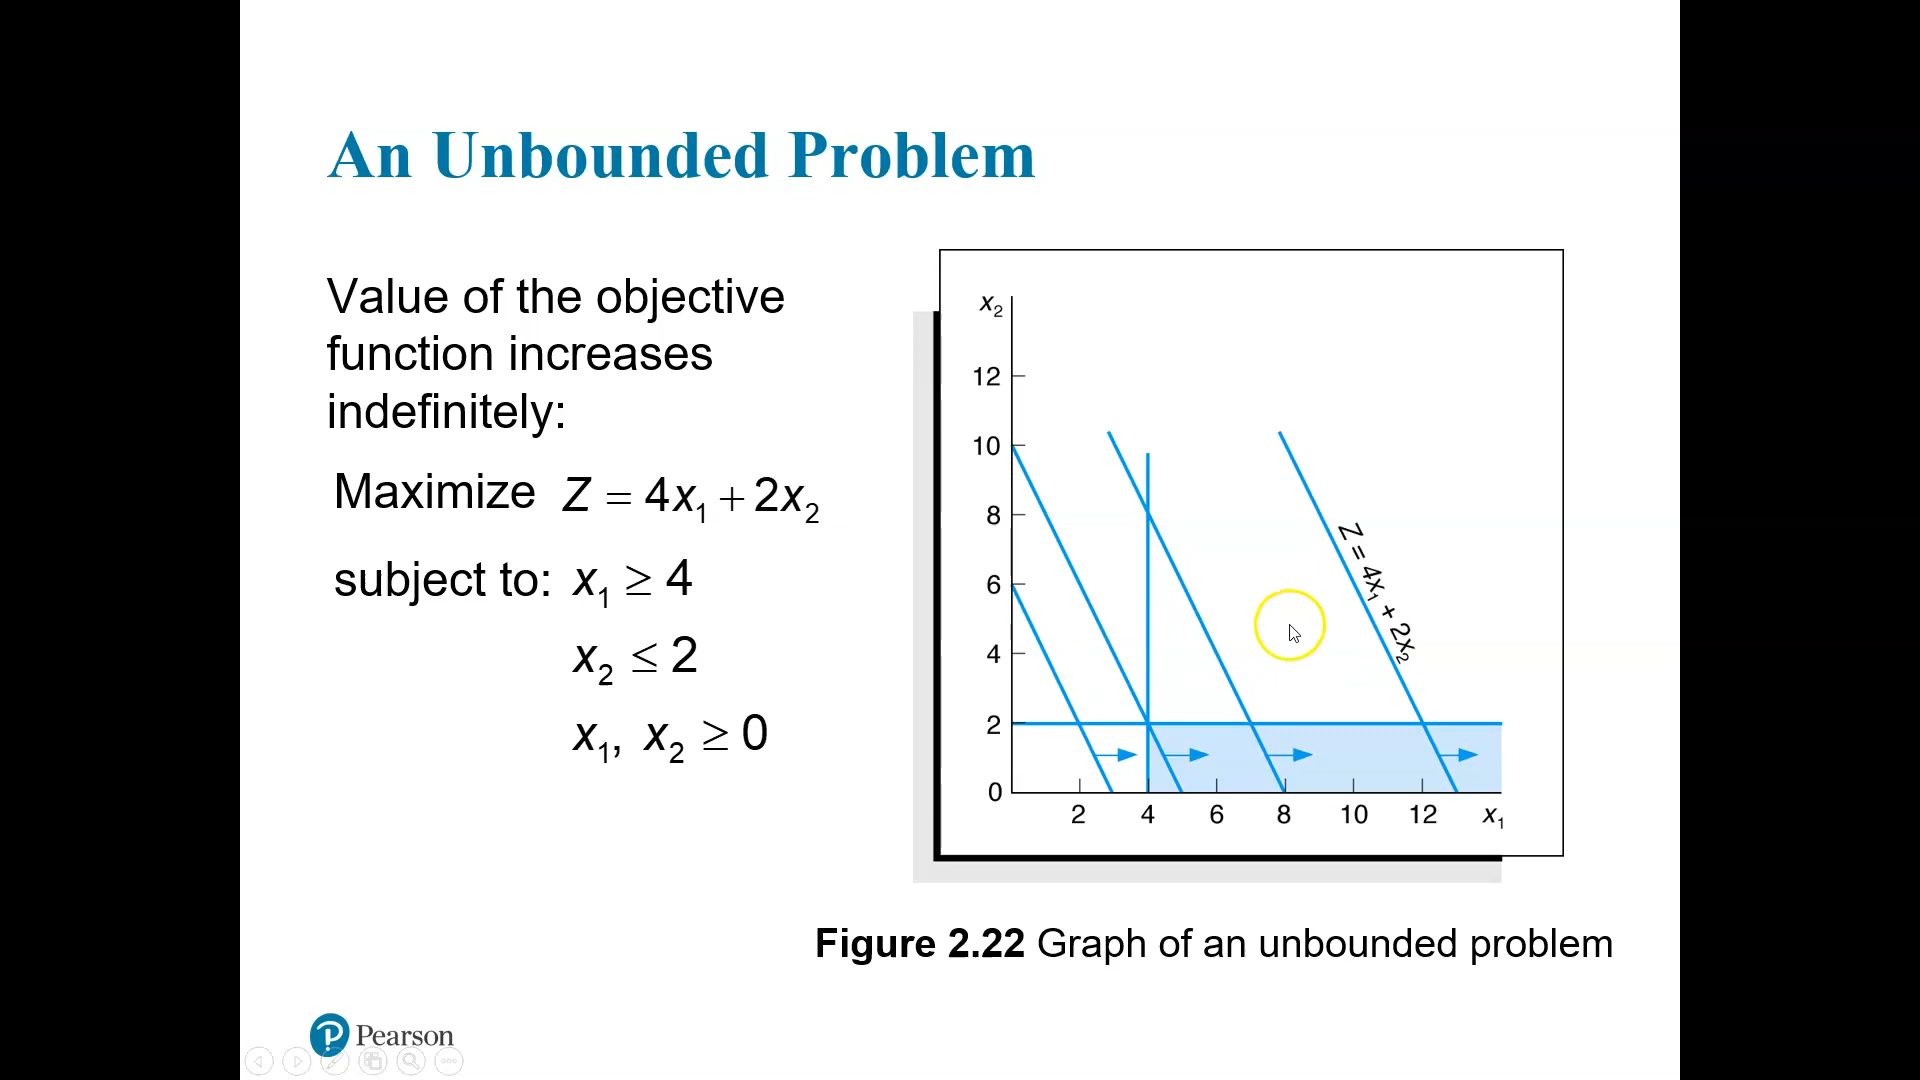 An Unbounded Problem
Value of the objective
function increases
indefinitely:
Maximize Z = 4x₁ + 2x₂
subject to: x₁ ≥ 4
x₂ ≤ 2
x₁, x₂ ≥ 0
x₂
12
10
8
6
4
2
0
2 4 6 8 10 12 x₁
Z = 4x₁ + 2x₂
Figure 2.22 Graph of an unbounded problem
P Pearson